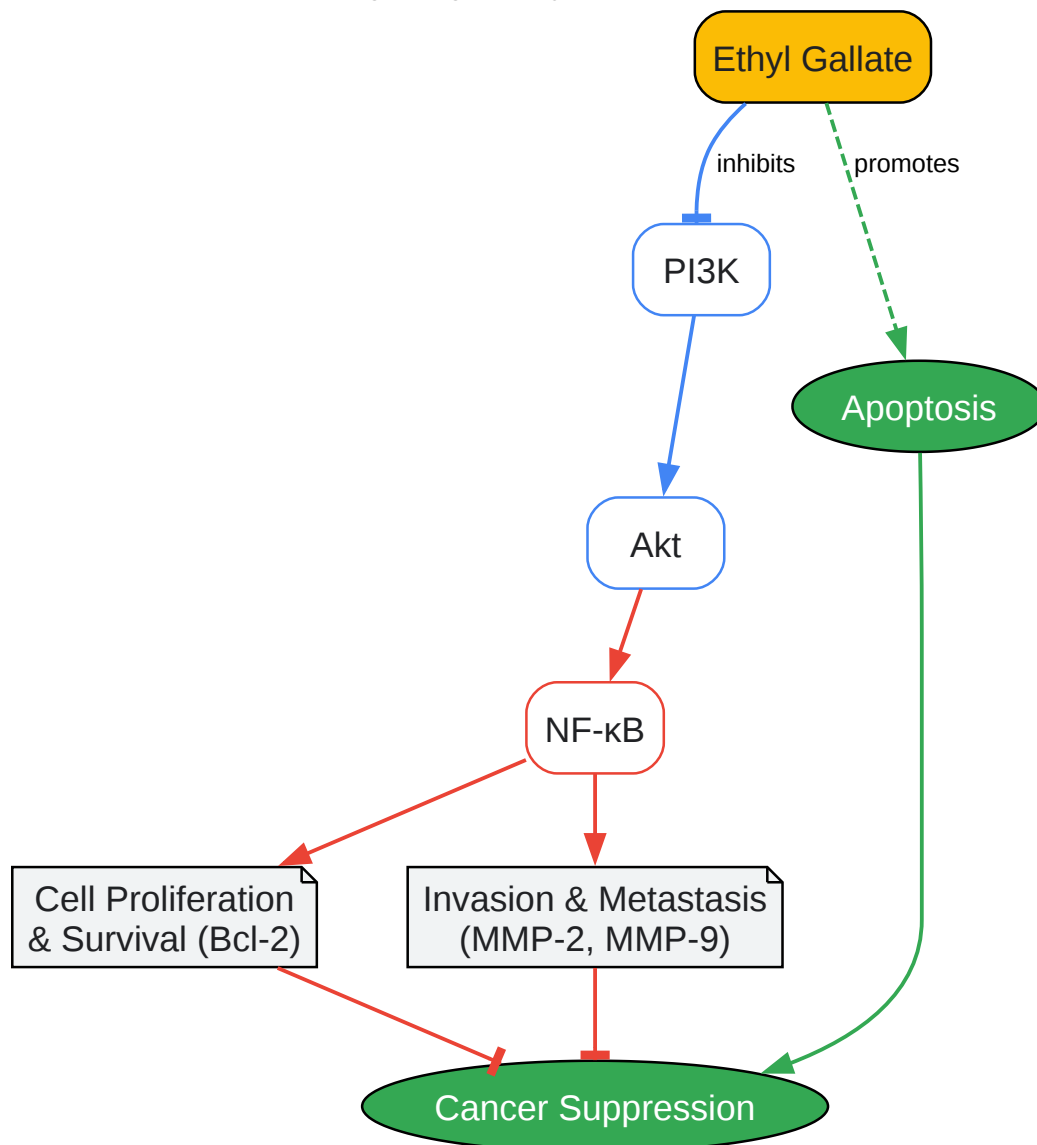 Ethyl Gallate
inhibits
promotes
PI3K
Apoptosis
Akt
NF-κB
Cell Proliferation
& Survival (Bcl-2)
Invasion & Metastasis
(MMP-2, MMP-9)
Cancer Suppression